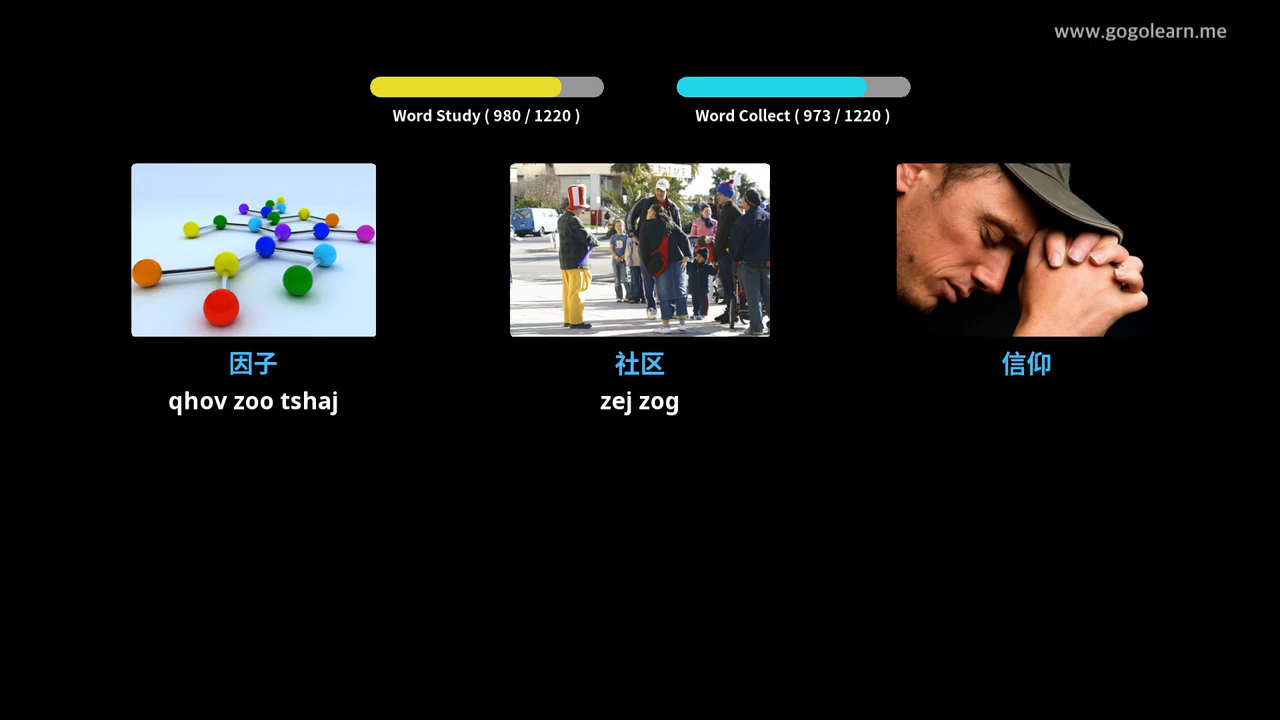 www.gogolearn.me
Word Study ( 980 / 1220 )
Word Collect ( 973 / 1220 )
因子
社区
信仰
qhov zoo tshaj
zej zog